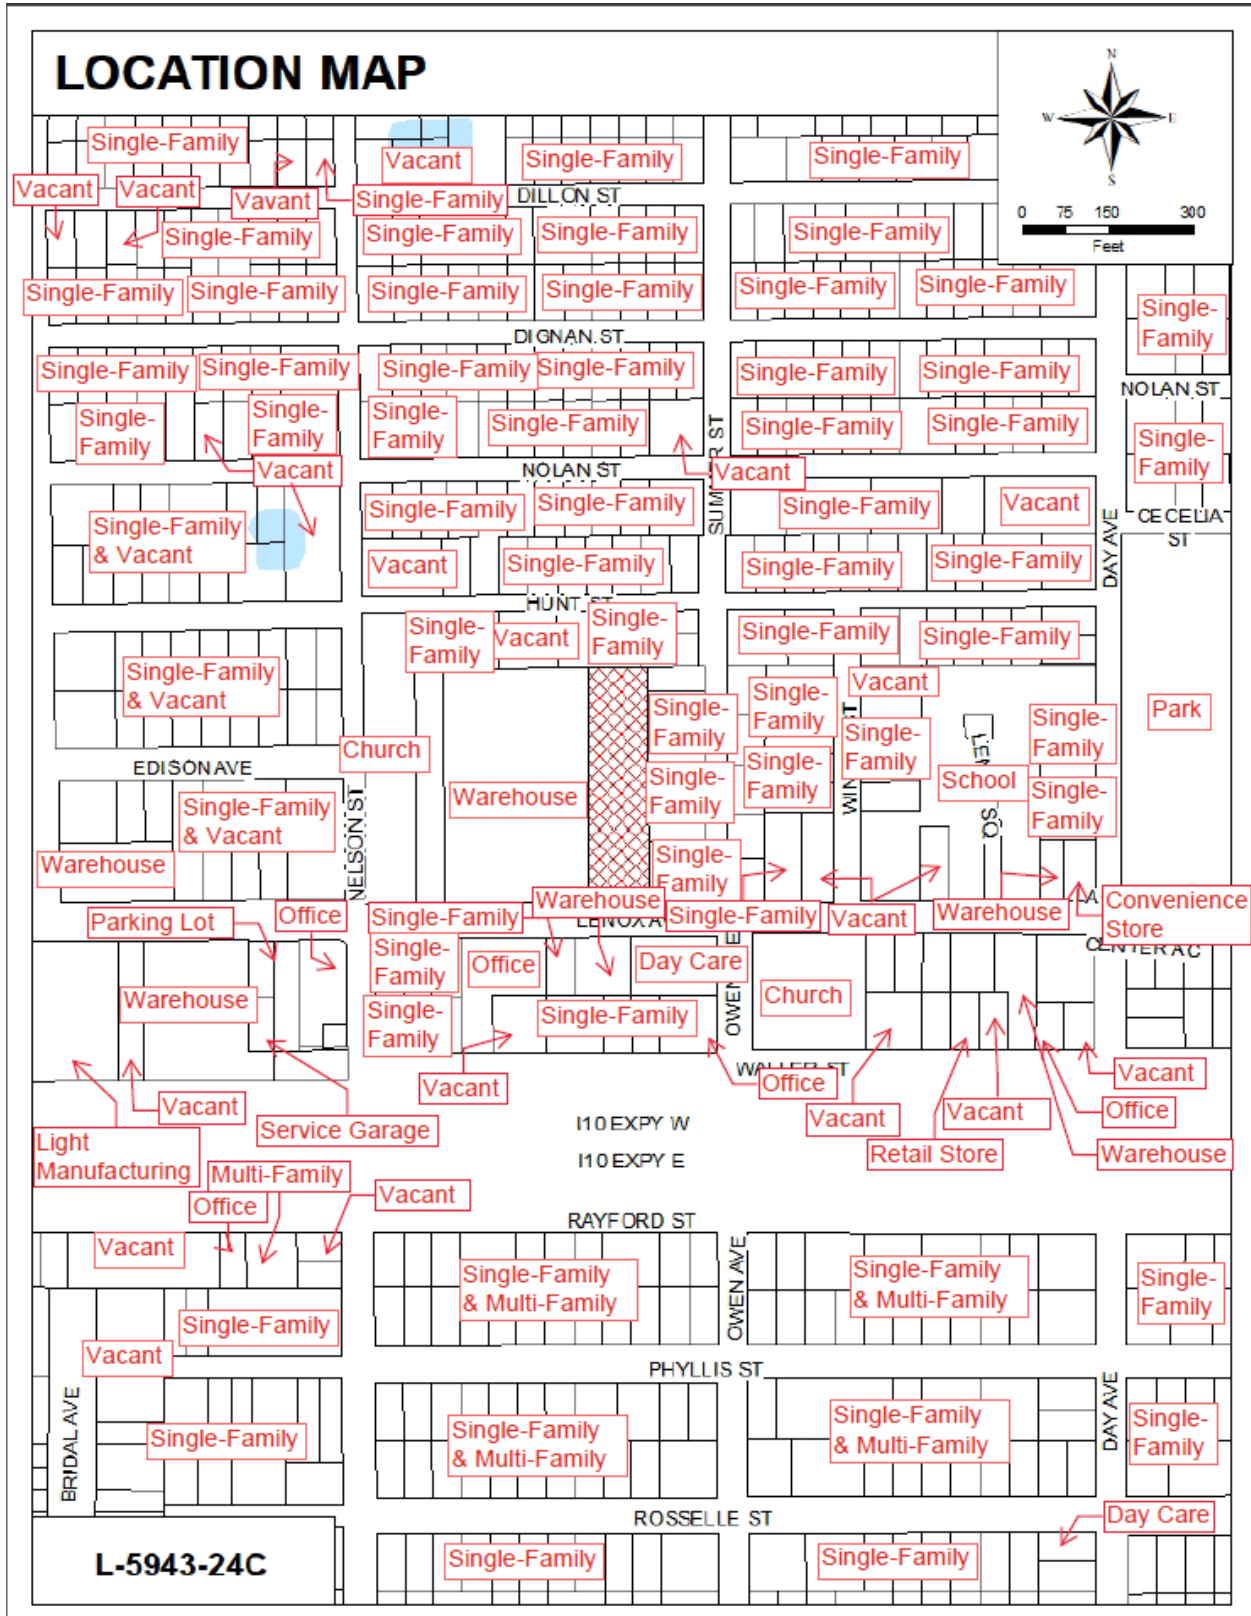 LOCATION MAP
N
W
E
S
0 75 150 300
Feet
Single-Family
Vacant
Single-Family
Single-Family
Vacant
Vacant
Vavant
Single-Family
DILLON ST
Single-Family
Single-Family
Single-Family
Single-Family
Single-Family
Single-Family
Single-Family
Single-Family
Single-Family
Single-Family
Single-
Family
DIGNAN ST
Single-Family
Single-Family
Single-Family
Single-Family
Single-Family
Single-Family
NOLAN ST
Single-
Family
Single-
Family
Single-
Family
Single-Family
Single-Family
Single-Family
Single-
Family
SUMMER ST
Vacant
NOLAN ST
Vacant
Single-Family
Single-Family
Single-Family
Vacant
CECELIA
ST
Single-Family
& Vacant
Vacant
Single-Family
Single-Family
Single-Family
DAY AVE
HUNT ST
Single-
Family
Vacant
Single-
Family
Single-Family
Single-Family
Single-Family
& Vacant
Vacant
Single-
Family
Single-
Family
Single-
Family
Single-
Family
Park
Church
EDISON AVE
Warehouse
Single-
Family
Single-
Family
School
Single-
Family
NELSON ST
Single-Family
& Vacant
Warehouse
Single-
Family
Warehouse
Single-Family
Single-Family
Vacant
Warehouse
Convenience
Store
Parking Lot
Office
LENOX A
CENTER AC
Single-
Family
Office
Day Care
Warehouse
Church
Single-
Family
Single-Family
OWEN
WALLER ST
Vacant
Office
Vacant
Vacant
Vacant
Office
Vacant
Service Garage
Retail Store
Warehouse
Light
Manufacturing
I10 EXPY W
I10 EXPY E
Multi-Family
Office
Vacant
RAYFORD ST
Vacant
OWEN AVE
Single-Family
& Multi-Family
Single-Family
& Multi-Family
Single-
Family
Single-Family
Vacant
PHYLLIS ST
BRIDAL AVE
Single-Family
Single-Family
& Multi-Family
Single-Family
& Multi-Family
DAY AVE
Single-
Family
ROSSELLE ST
Day Care
Single-Family
Single-Family
L-5943-24C